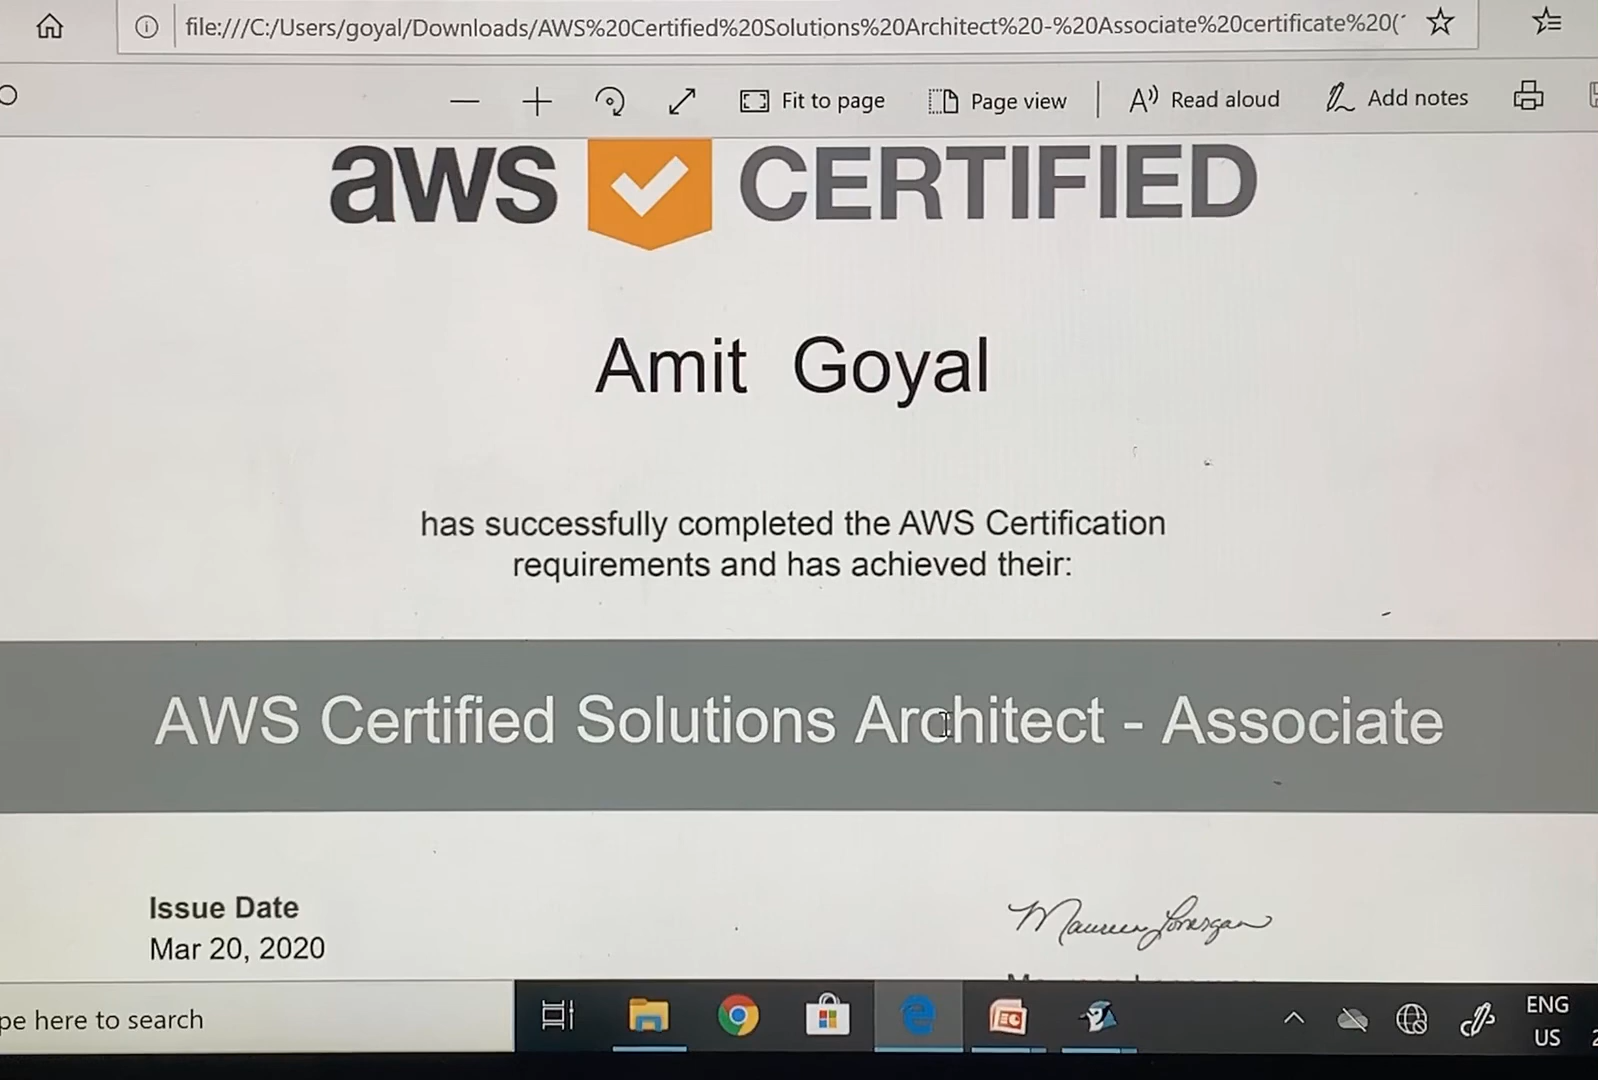 file:///C:/Users/goyal/Downloads/AWS%20Certified%20Solutions%20Architect%20-%20Associate%20certificate%20(
Fit to page Page view Read aloud Add notes
aws CERTIFIED
Amit Goyal
has successfully completed the AWS Certification
requirements and has achieved their:
AWS Certified Solutions Architect - Associate
Issue Date
Mar 20, 2020
Maureen Lonergan
pe here to search
ENG
US